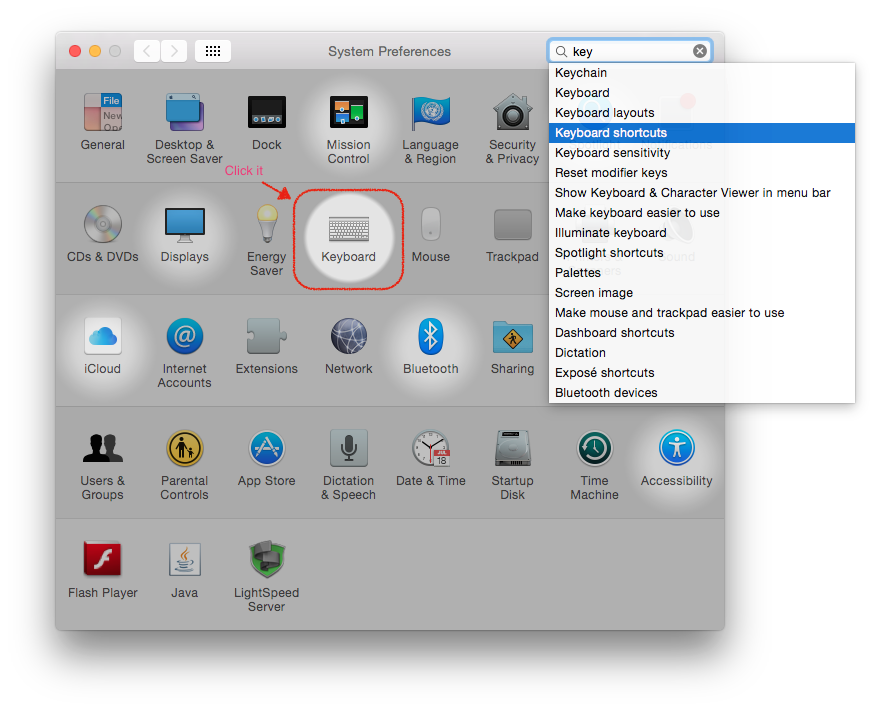 System Preferences
key
Keychain
Keyboard
Keyboard layouts
Keyboard shortcuts
Keyboard sensitivity
Reset modifier keys
Show Keyboard & Character Viewer in menu bar
Make keyboard easier to use
Illuminate keyboard
Spotlight shortcuts
Palettes
Screen image
Make mouse and trackpad easier to use
Dashboard shortcuts
Dictation
Exposé shortcuts
Bluetooth devices
File
New
General
Desktop &
Screen Saver
Dock
Mission
Control
Language
& Region
Security
& Privacy
Click it
CDs & DVDs
Displays
Energy
Saver
Keyboard
Mouse
Trackpad
iCloud
@
Internet
Accounts
Extensions
Network
Bluetooth
Sharing
Users &
Groups
Parental
Controls
App Store
Dictation
& Speech
JUL
18
Date & Time
Startup
Disk
Time
Machine
Accessibility
Flash Player
Java
LightSpeed
Server